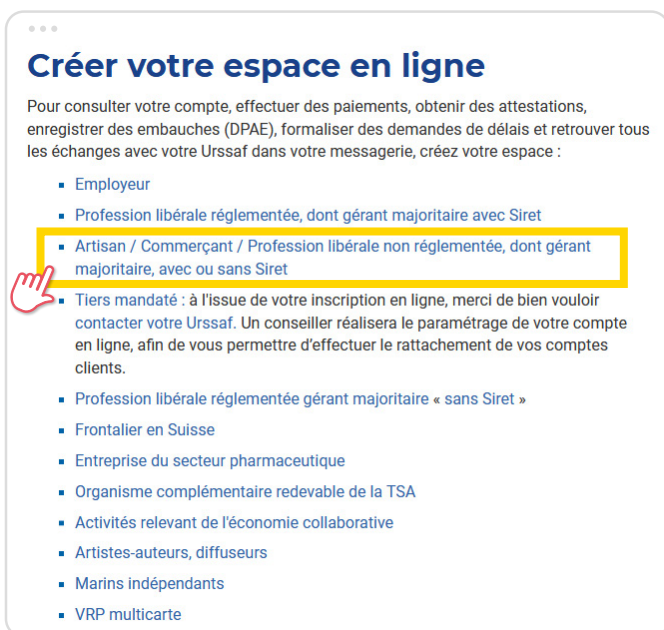 Créer votre espace en ligne
Pour consulter votre compte, effectuer des paiements, obtenir des attestations,
enregistrer des embauches (DPAE), formaliser des demandes de délais et retrouver tous
les échanges avec votre Urssaf dans votre messagerie, créez votre espace :
Employeur
Profession libérale réglementée, dont gérant majoritaire avec Siret
Artisan / Commerçant / Profession libérale non réglementée, dont gérant
majoritaire, avec ou sans Siret
Tiers mandaté : à l'issue de votre inscription en ligne, merci de bien vouloir
contacter votre Urssaf. Un conseiller réalisera le paramétrage de votre compte
en ligne, afin de vous permettre d'effectuer le rattachement de vos comptes
clients.
Profession libérale réglementée gérant majoritaire « sans Siret »
Frontalier en Suisse
Entreprise du secteur pharmaceutique
Organisme complémentaire redevable de la TSA
Activités relevant de l'économie collaborative
Artistes-auteurs, diffuseurs
Marins indépendants
VRP multicarte